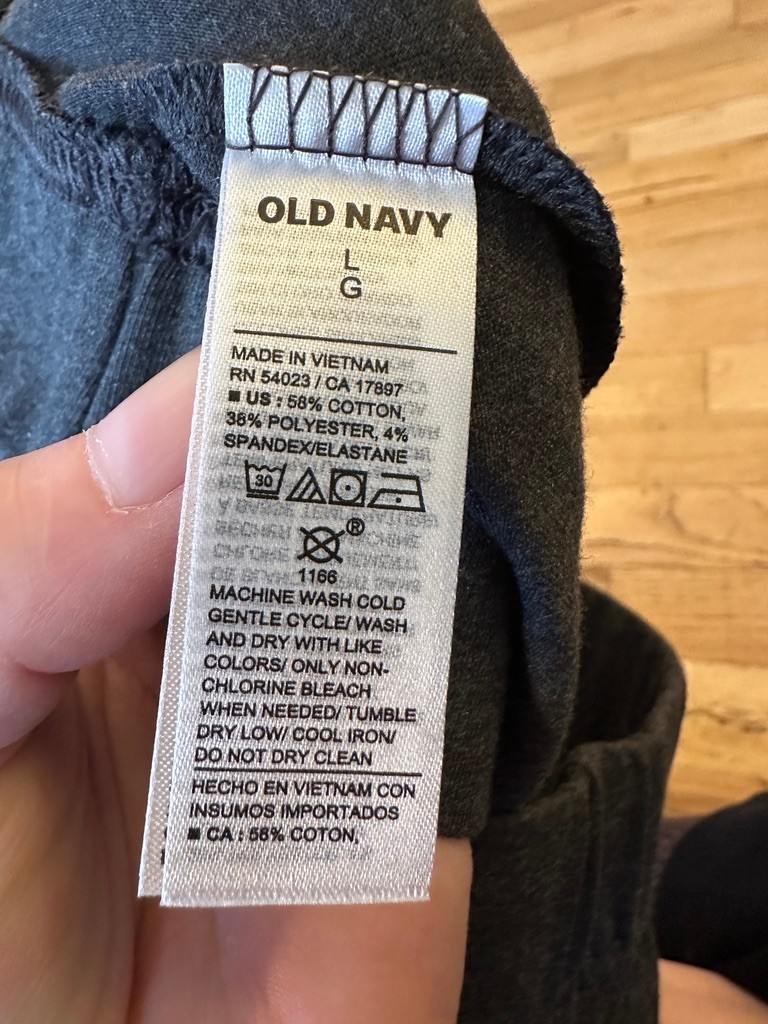 OLD NAVY
L
G
MADE IN VIETNAM
RN 54023 / CA 17897
■ US : 58% COTTON,
38% POLYESTER, 4%
SPANDEX/ELASTANE
30
®
1166
MACHINE WASH COLD
GENTLE CYCLE/ WASH
AND DRY WITH LIKE
COLORS/ ONLY NON-
CHLORINE BLEACH
WHEN NEEDED/ TUMBLE
DRY LOW/ COOL IRON/
DO NOT DRY CLEAN
HECHO EN VIETNAM CON
INSUMOS IMPORTADOS
■ CA : 58% COTON,